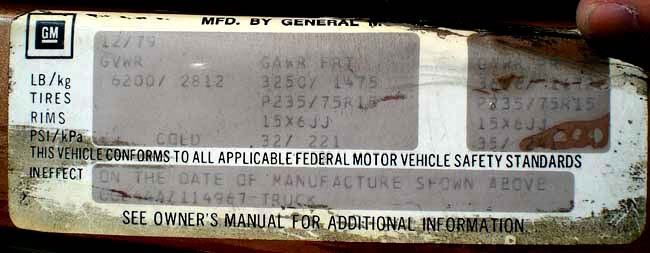 MFD. BY GENERAL
GM
12/79
GVWR GAWR FRT
LB/kg 6200/ 2812 3250/ 1475
TIRES P235/75R15 P235/75R15
RIMS 15X6JJ 15X6JJ
PSI/kPa COLD 32/ 221 35/
THIS VEHICLE CONFORMS TO ALL APPLICABLE FEDERAL MOTOR VEHICLE SAFETY STANDARDS
IN EFFECT ON THE DATE OF MANUFACTURE SHOWN ABOVE
TRUCK
SEE OWNER'S MANUAL FOR ADDITIONAL INFORMATION.